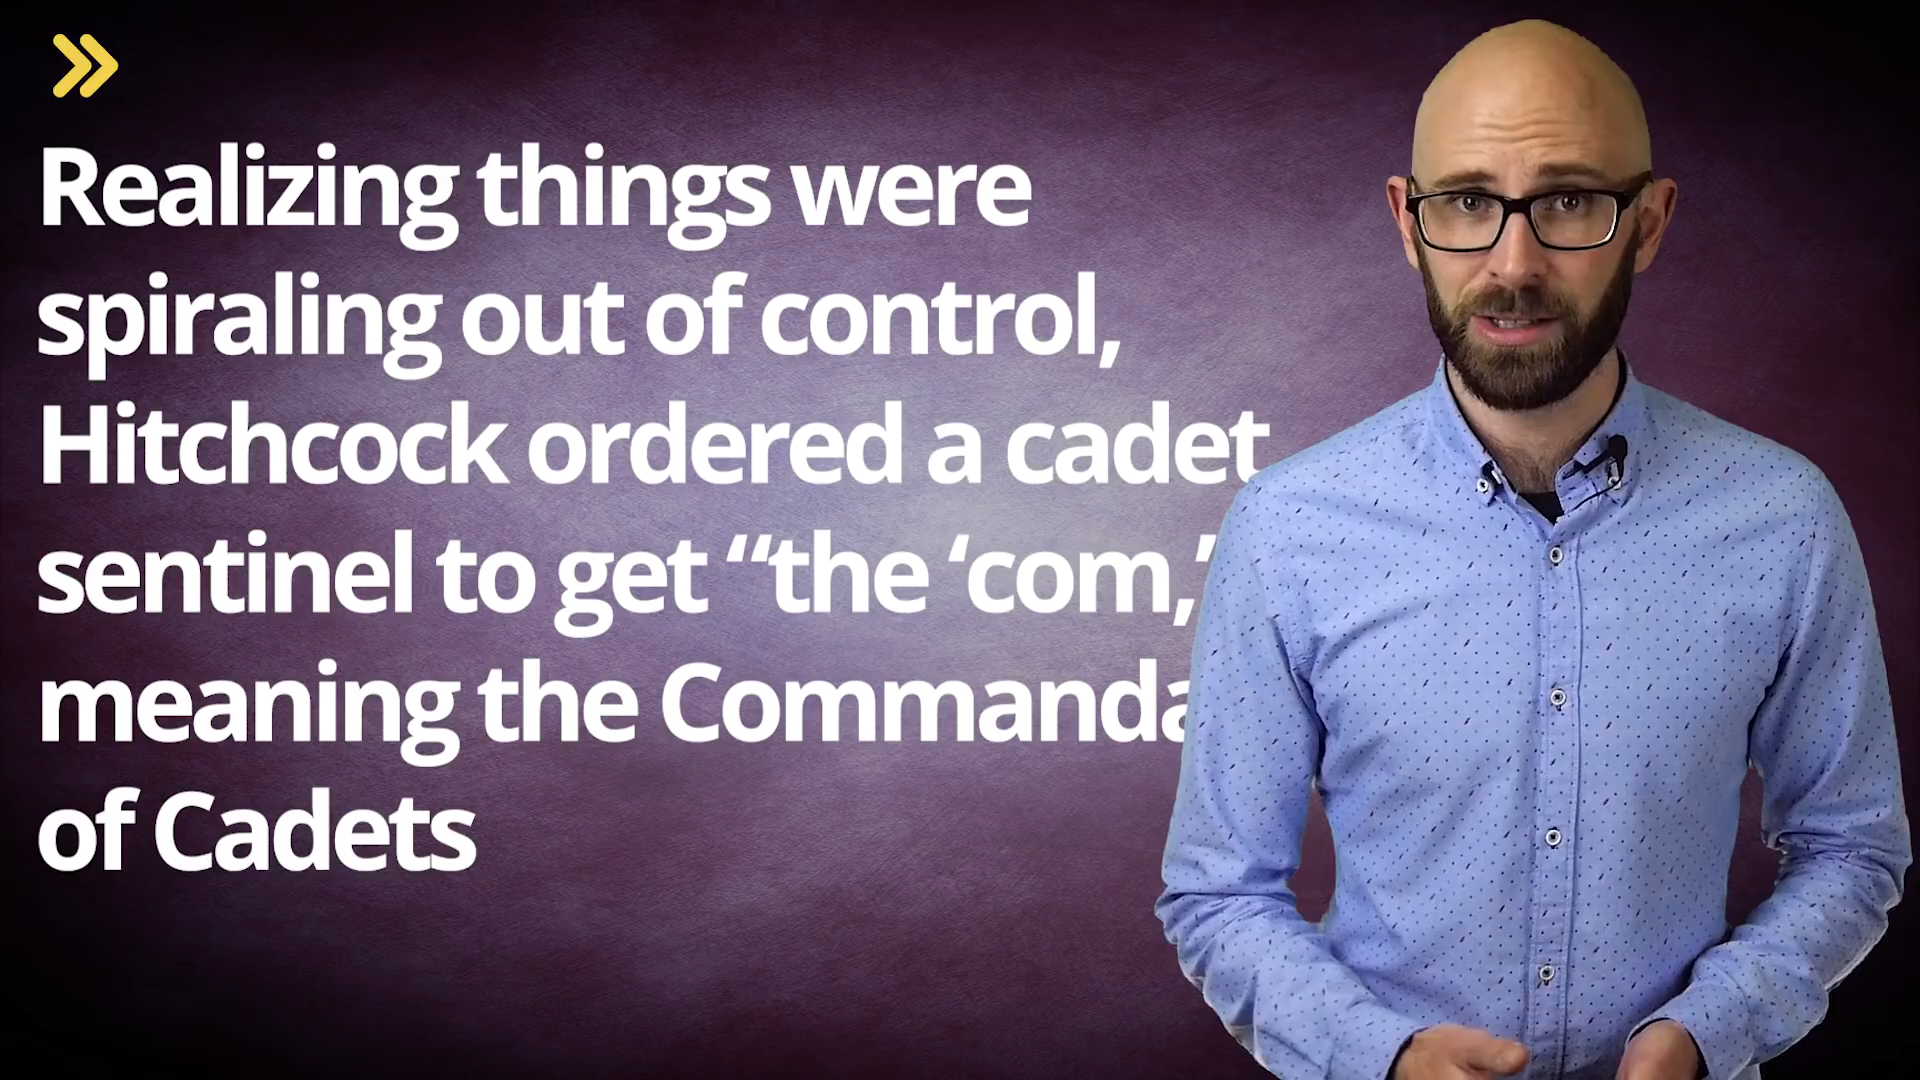 Realizing things were
spiraling out of control,
Hitchcock ordered a cadet
sentinel to get “the ‘com,’
meaning the
of Cadets